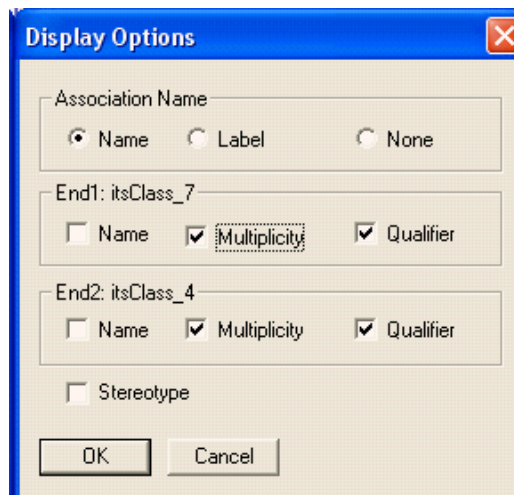 Display Options
Association Name
Name Label None
End1: itsClass_7
Name Multiplicity Qualifier
End2: itsClass_4
Name Multiplicity Qualifier
Stereotype
OK Cancel